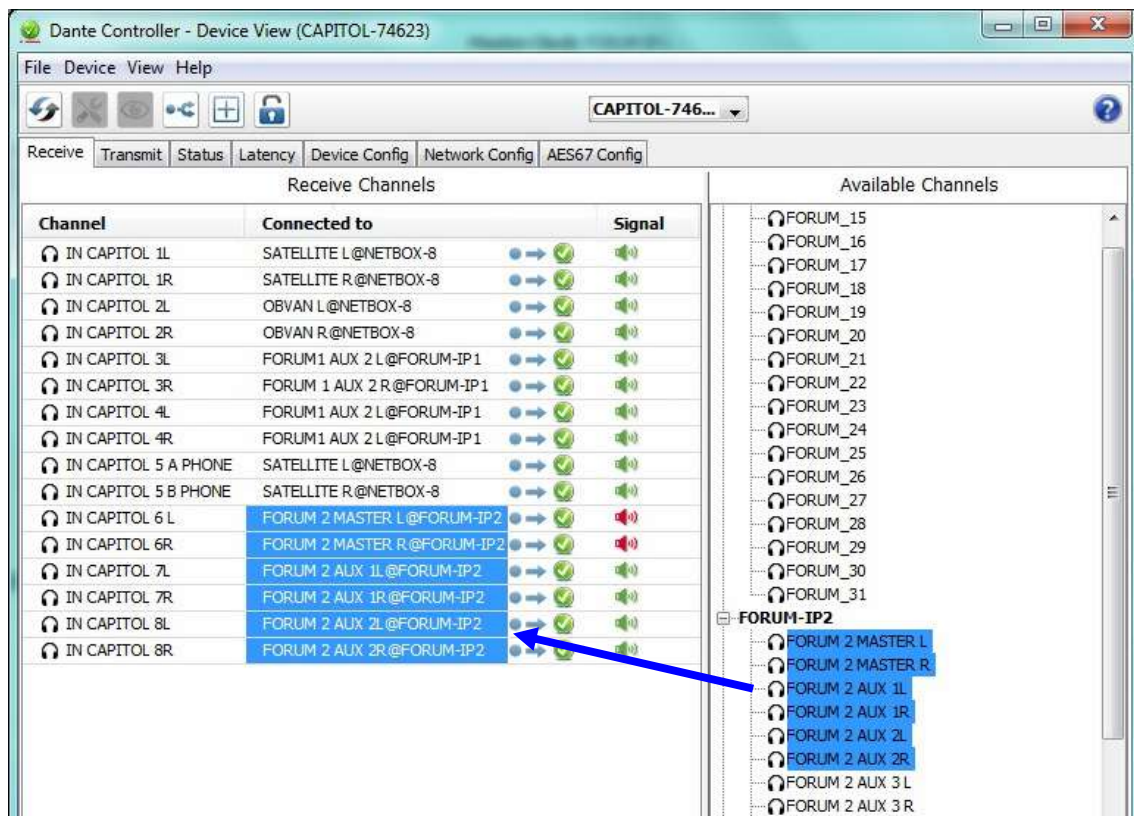 Dante Controller - Device View (CAPITOL-74623)
File Device View Help
CAPITOL-746...
Receive Transmit Status Latency Device Config Network Config AES67 Config
Receive Channels
Channel Connected to Signal
IN CAPITOL 1L SATELLITE L@NETBOX-8
IN CAPITOL 1R SATELLITE R@NETBOX-8
IN CAPITOL 2L OBVAN L@NETBOX-8
IN CAPITOL 2R OBVAN R@NETBOX-8
IN CAPITOL 3L FORUM1 AUX 2 L@FORUM-IP1
IN CAPITOL 3R FORUM 1 AUX 2 R@FORUM-IP1
IN CAPITOL 4L FORUM1 AUX 2 L@FORUM-IP1
IN CAPITOL 4R FORUM1 AUX 2 L@FORUM-IP1
IN CAPITOL 5 A PHONE SATELLITE L@NETBOX-8
IN CAPITOL 5 B PHONE SATELLITE R@NETBOX-8
IN CAPITOL 6 L FORUM 2 MASTER L@FORUM-IP2
IN CAPITOL 6R FORUM 2 MASTER R@FORUM-IP2
IN CAPITOL 7L FORUM 2 AUX 1L@FORUM-IP2
IN CAPITOL 7R FORUM 2 AUX 1R@FORUM-IP2
IN CAPITOL 8L FORUM 2 AUX 2L@FORUM-IP2
IN CAPITOL 8R FORUM 2 AUX 2R@FORUM-IP2
Available Channels
FORUM_15
FORUM_16
FORUM_17
FORUM_18
FORUM_19
FORUM_20
FORUM_21
FORUM_22
FORUM_23
FORUM_24
FORUM_25
FORUM_26
FORUM_27
FORUM_28
FORUM_29
FORUM_30
FORUM_31
FORUM-IP2
FORUM 2 MASTER L
FORUM 2 MASTER R
FORUM 2 AUX 1L
FORUM 2 AUX 1R
FORUM 2 AUX 2L
FORUM 2 AUX 2R
FORUM 2 AUX 3 L
FORUM 2 AUX 3 R